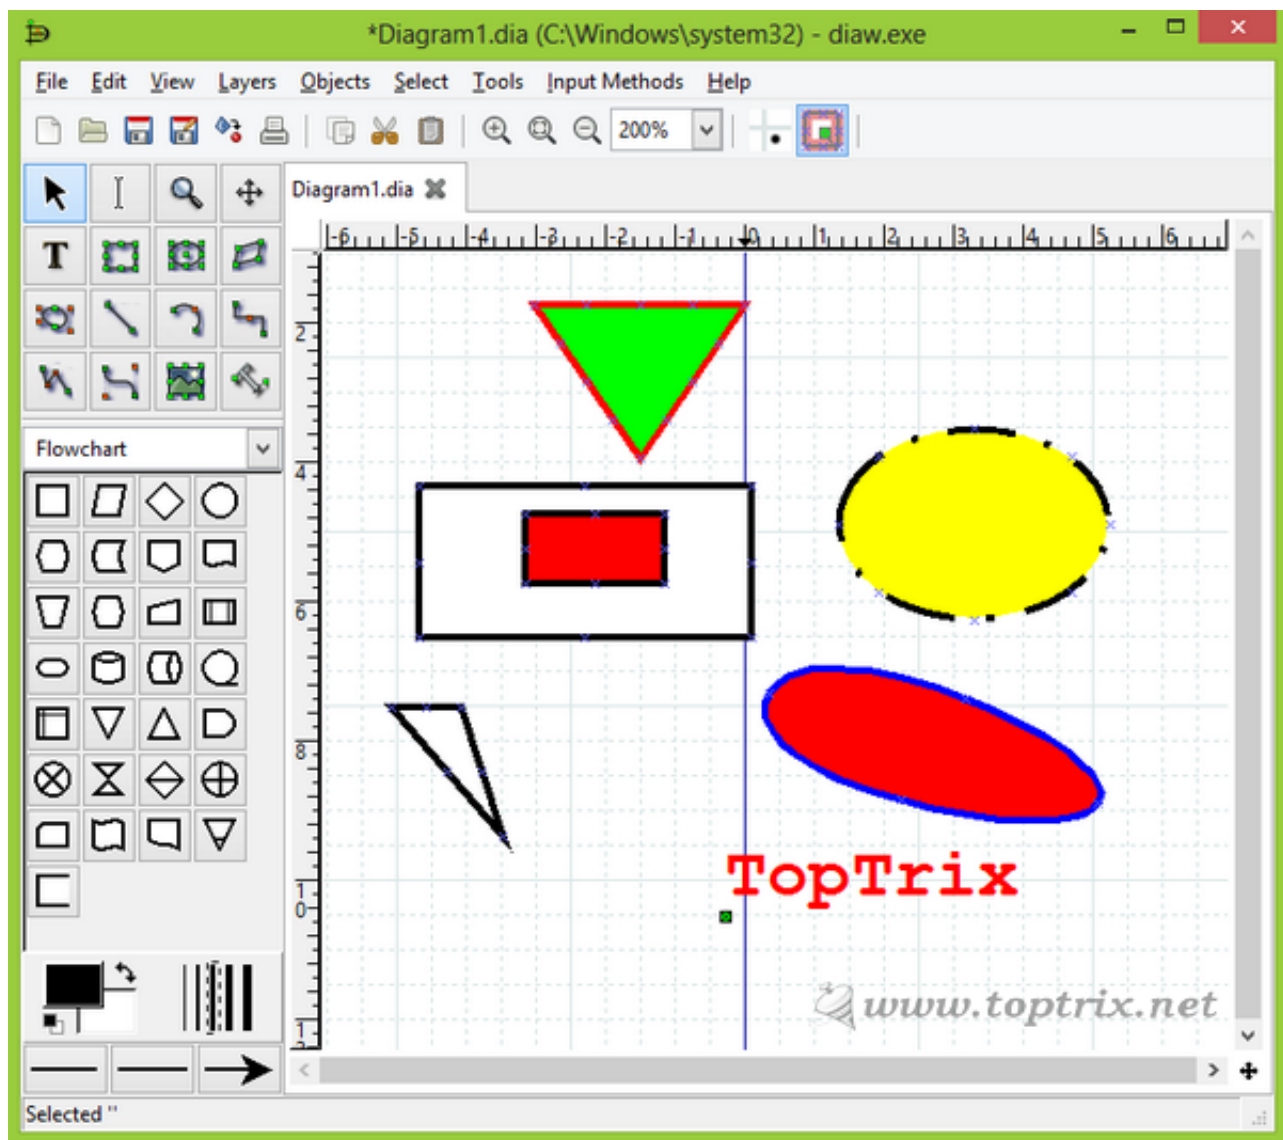 *Diagram1.dia (C:\Windows\system32) - diaw.exe
File Edit View Layers Objects Select Tools Input Methods Help
200%
Diagram1.dia
-6 -5 -4 -3 -2 -1 0 1 2 3 4 5 6
T
2
Flowchart
4
6
8
TopTrix
10
www.toptrix.net
Selected ''